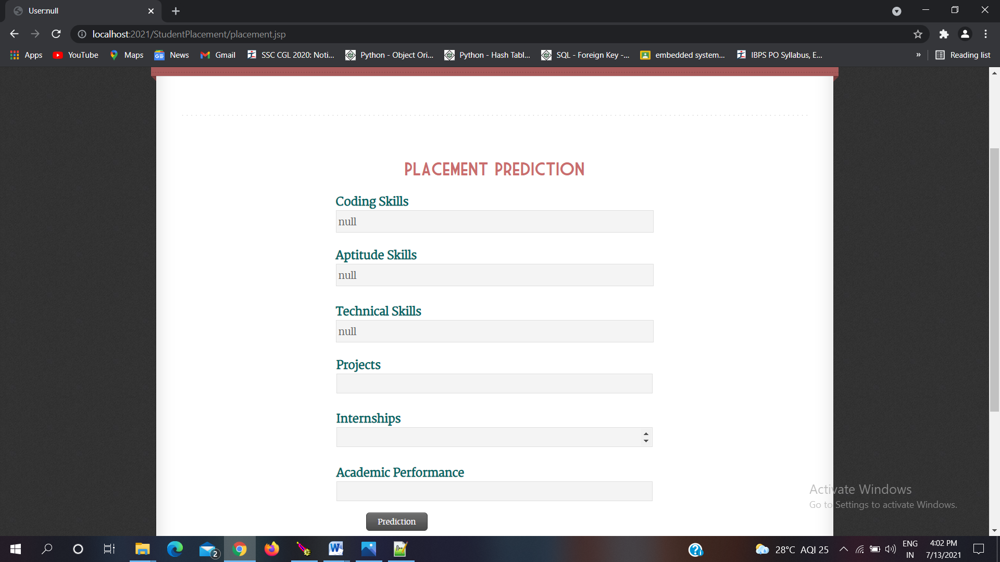 User:null
localhost:2021/StudentPlacement/placement.jsp
Apps YouTube Maps News Gmail SSC CGL 2020: Noti... Python - Object Ori... Python - Hash Tabl... SQL - Foreign Key -... embedded system... IBPS PO Syllabus, E... » Reading list
PLACEMENT PREDICTION
Coding Skills
null
Aptitude Skills
null
Technical Skills
null
Projects
Internships
Academic Performance
Prediction
Activate Windows
Go to Settings to activate Windows.
2
28°C AQI 25
ENG
IN
4:02 PM
7/13/2021